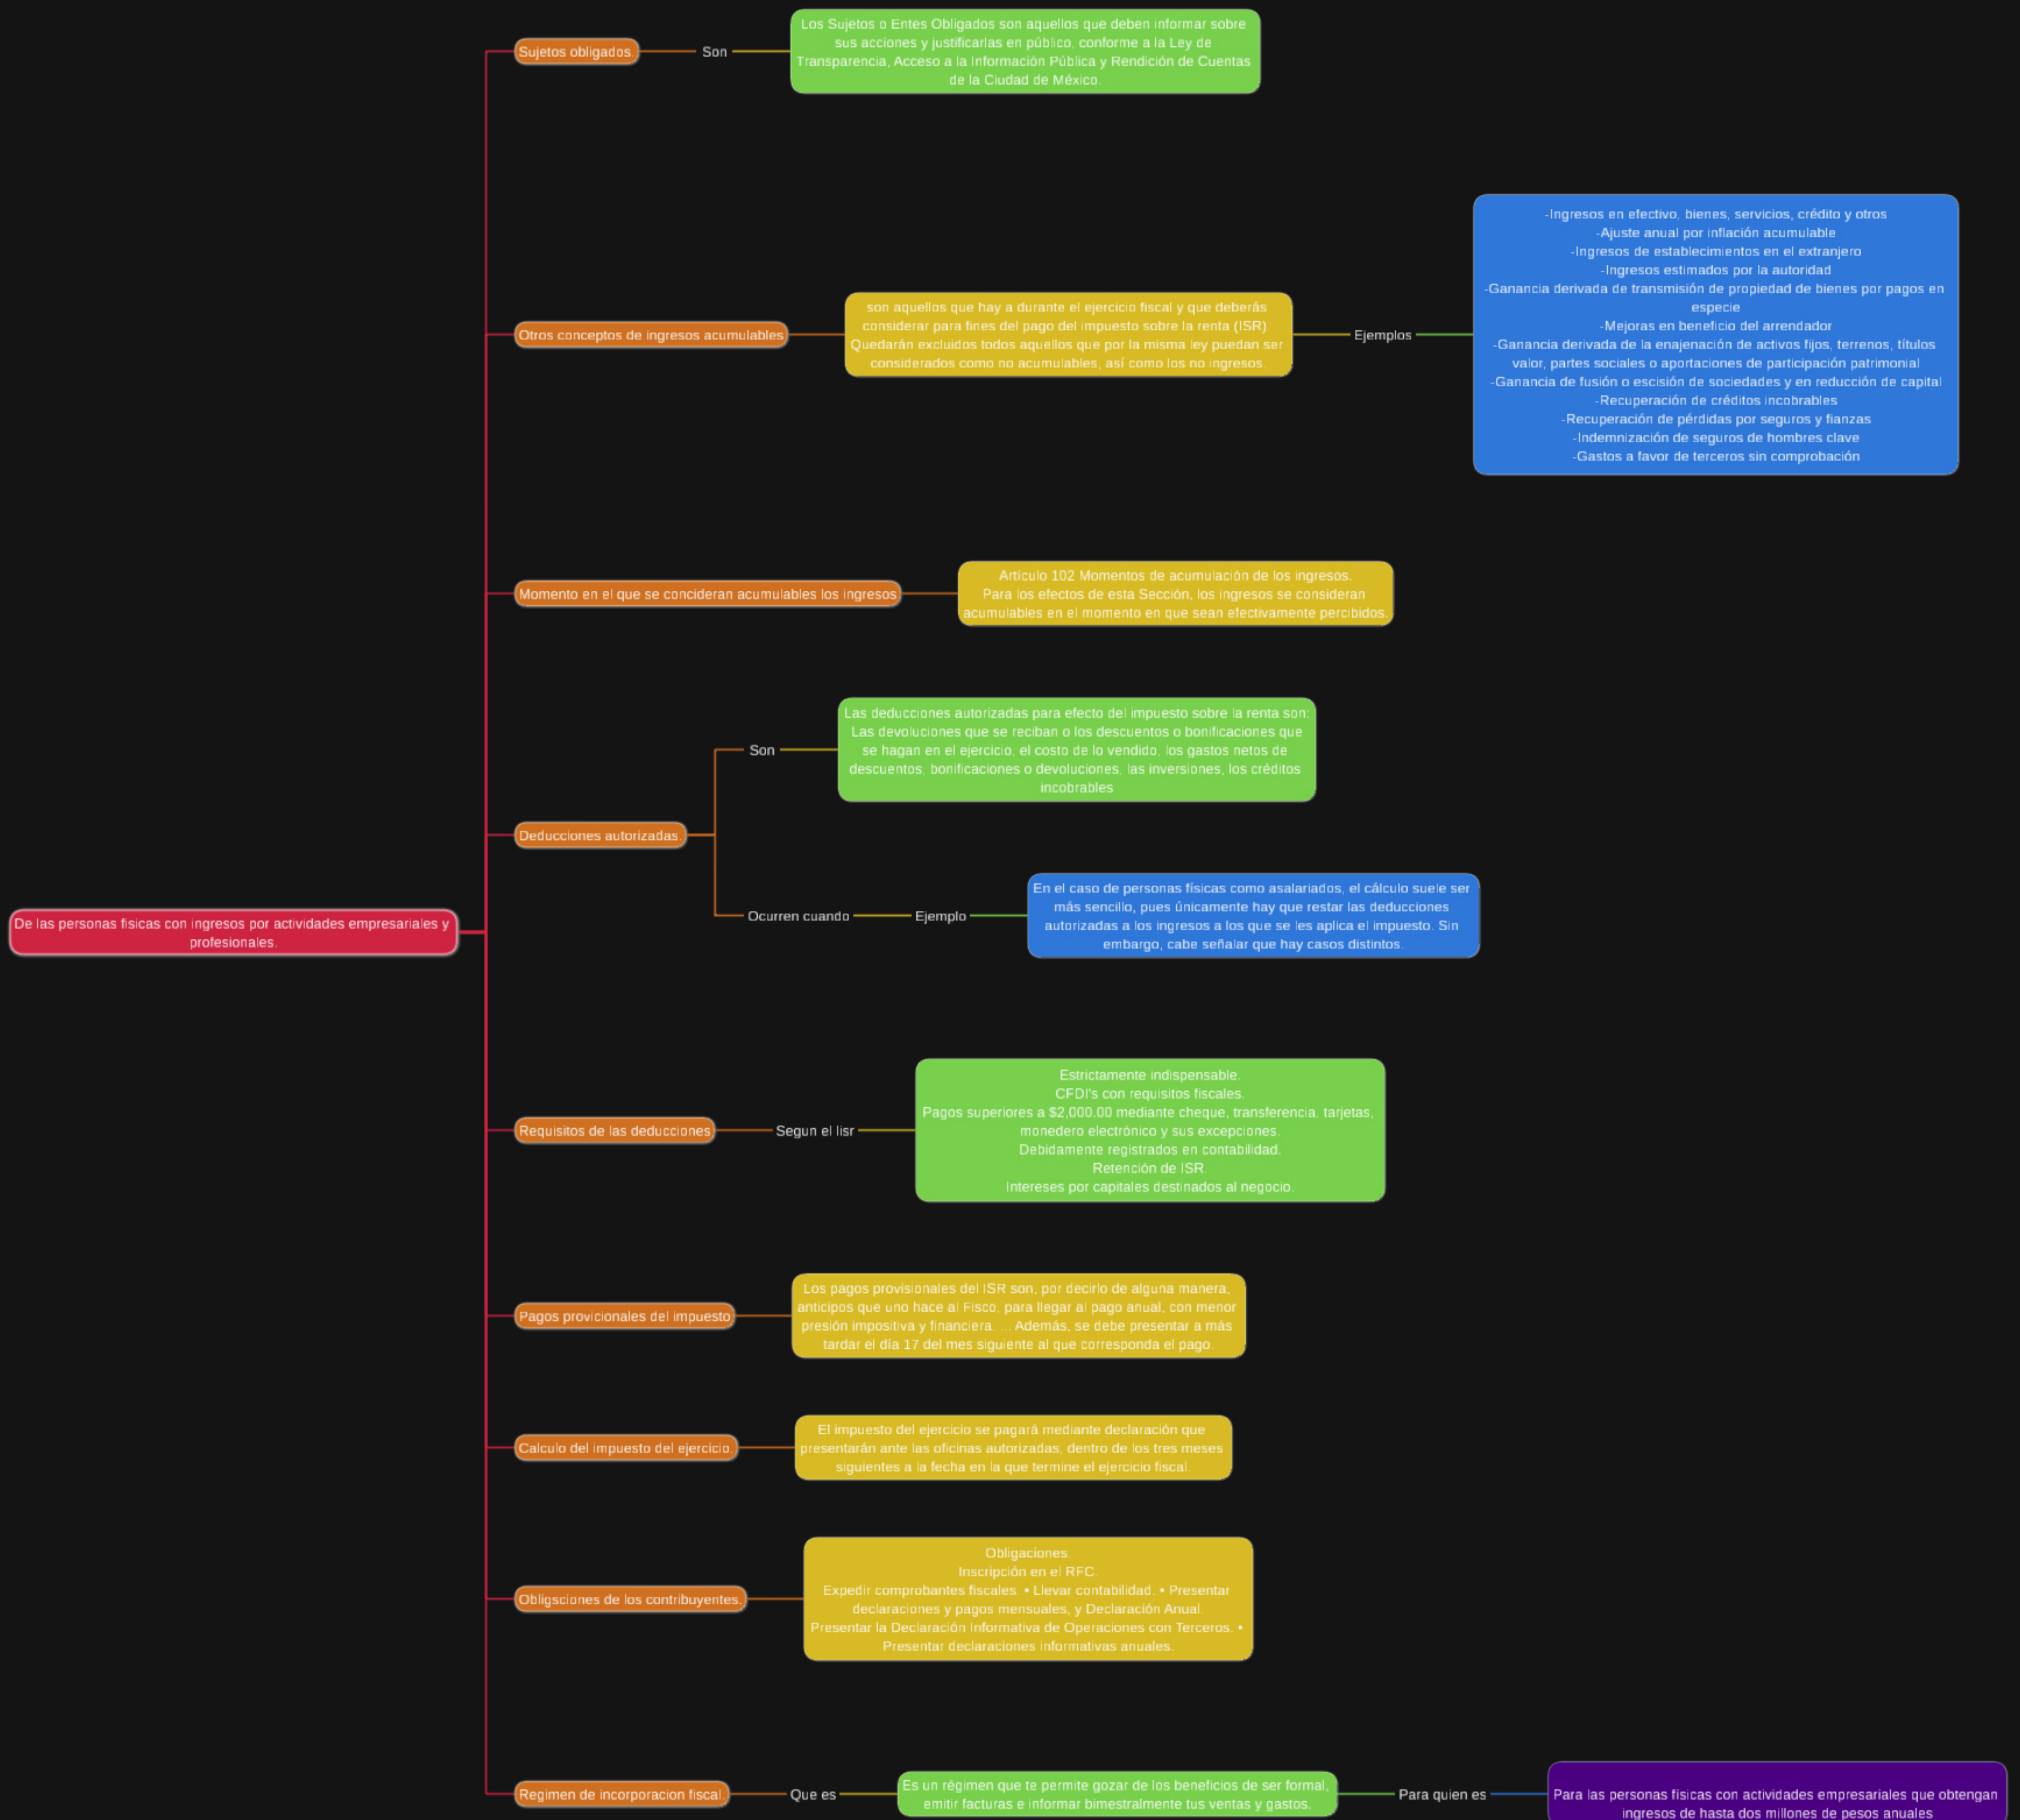 Sujetos obligados.
Son
Los Sujetos o Entes Obligados son aquellos que deben informar sobre
sus acciones y justificarlas en público, conforme a la Ley de
Transparencia, Acceso a la Información Pública y Rendición de Cuentas
de la Ciudad de México.
Otros conceptos de ingresos acumulables
son aquellos que hay a durante el ejercicio fiscal y que deberás
considerar para fines del pago del impuesto sobre la renta (ISR)
Quedarán excluidos todos aquellos que por la misma ley puedan ser
considerados como no acumulables, así como los no ingresos.
Ejemplos
-Ingresos en efectivo, bienes, servicios, crédito y otros
-Ajuste anual por inflación acumulable
-Ingresos de establecimientos en el extranjero
-Ingresos estimados por la autoridad
-Ganancia derivada de transmisión de propiedad de bienes por pagos en
especie
-Mejoras en beneficio del arrendador
-Ganancia derivada de la enajenación de activos fijos, terrenos, títulos
valor, partes sociales o aportaciones de participación patrimonial
-Ganancia de fusión o escisión de sociedades y en reducción de capital
-Recuperación de créditos incobrables
-Recuperación de pérdidas por seguros y fianzas
-Indemnización de seguros de hombres clave
-Gastos a favor de terceros sin comprobación
Momento en el que se concideran acumulables los ingresos
Artículo 102 Momentos de acumulación de los ingresos.
Para los efectos de esta Sección, los ingresos se consideran
acumulables en el momento en que sean efectivamente percibidos.
Deducciones autorizadas.
Son
Las deducciones autorizadas para efecto del impuesto sobre la renta son:
Las devoluciones que se reciban o los descuentos o bonificaciones que
se hagan en el ejercicio, el costo de lo vendido, los gastos netos de
descuentos, bonificaciones o devoluciones, las inversiones, los créditos
incobrables
Ocurren cuando
Ejemplo
En el caso de personas físicas como asalariados, el cálculo suele ser
más sencillo, pues únicamente hay que restar las deducciones
autorizadas a los ingresos a los que se les aplica el impuesto. Sin
embargo, cabe señalar que hay casos distintos.
De las personas fisicas con ingresos por actividades empresariales y
profesionales.
Requisitos de las deducciones
Segun el lisr
Estrictamente indispensable.
CFDI's con requisitos fiscales.
Pagos superiores a $2,000.00 mediante cheque, transferencia, tarjetas,
monedero electrónico y sus excepciones.
Debidamente registrados en contabilidad.
Retención de ISR.
Intereses por capitales destinados al negocio.
Pagos provicionales del impuesto
Los pagos provisionales del ISR son, por decirlo de alguna manera,
anticipos que uno hace al Fisco, para llegar al pago anual, con menor
presión impositiva y financiera. ... Además, se debe presentar a más
tardar el día 17 del mes siguiente al que corresponda el pago.
Calculo del impuesto del ejercicio.
El impuesto del ejercicio se pagará mediante declaración que
presentarán ante las oficinas autorizadas, dentro de los tres meses
siguientes a la fecha en la que termine el ejercicio fiscal.
Obligsciones de los contribuyentes.
Obligaciones.
Inscripción en el RFC.
Expedir comprobantes fiscales. • Llevar contabilidad. • Presentar
declaraciones y pagos mensuales, y Declaración Anual.
Presentar la Declaración Informativa de Operaciones con Terceros. •
Presentar declaraciones informativas anuales.
Regimen de incorporacion fiscal.
Que es
Es un régimen que te permite gozar de los beneficios de ser formal,
emitir facturas e informar bimestralmente tus ventas y gastos.
Para quien es
Para las personas físicas con actividades empresariales que obtengan
ingresos de hasta dos millones de pesos anuales